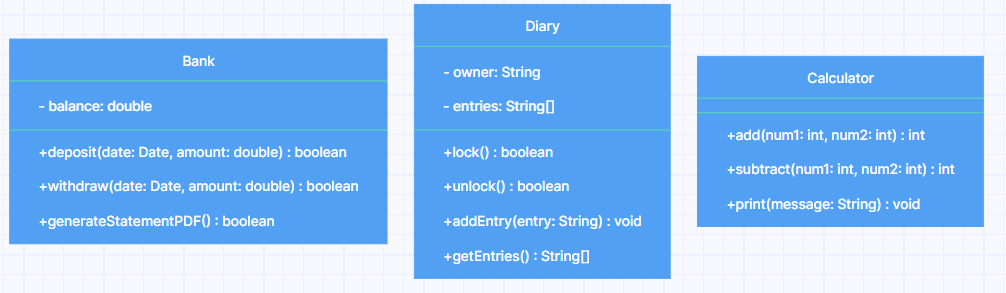 Bank
- balance: double
+deposit(date: Date, amount: double) : boolean
+withdraw(date: Date, amount: double) : boolean
+generateStatementPDF() : boolean
Diary
- owner: String
- entries: String[]
+lock() : boolean
+unlock() : boolean
+addEntry(entry: String) : void
+getEntries() : String[]
Calculator
+add(num1: int, num2: int) : int
+subtract(num1: int, num2: int) : int
+print(message: String) : void